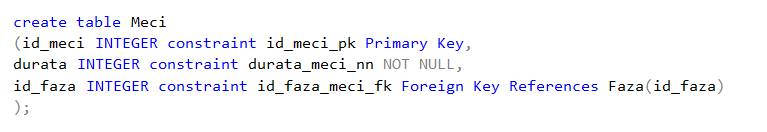 create table Meci
(id_meci INTEGER constraint id_meci_pk Primary Key,
durata INTEGER constraint durata_meci_nn NOT NULL,
id_faza INTEGER constraint id_faza_meci_fk Foreign Key References Faza(id_faza)
);